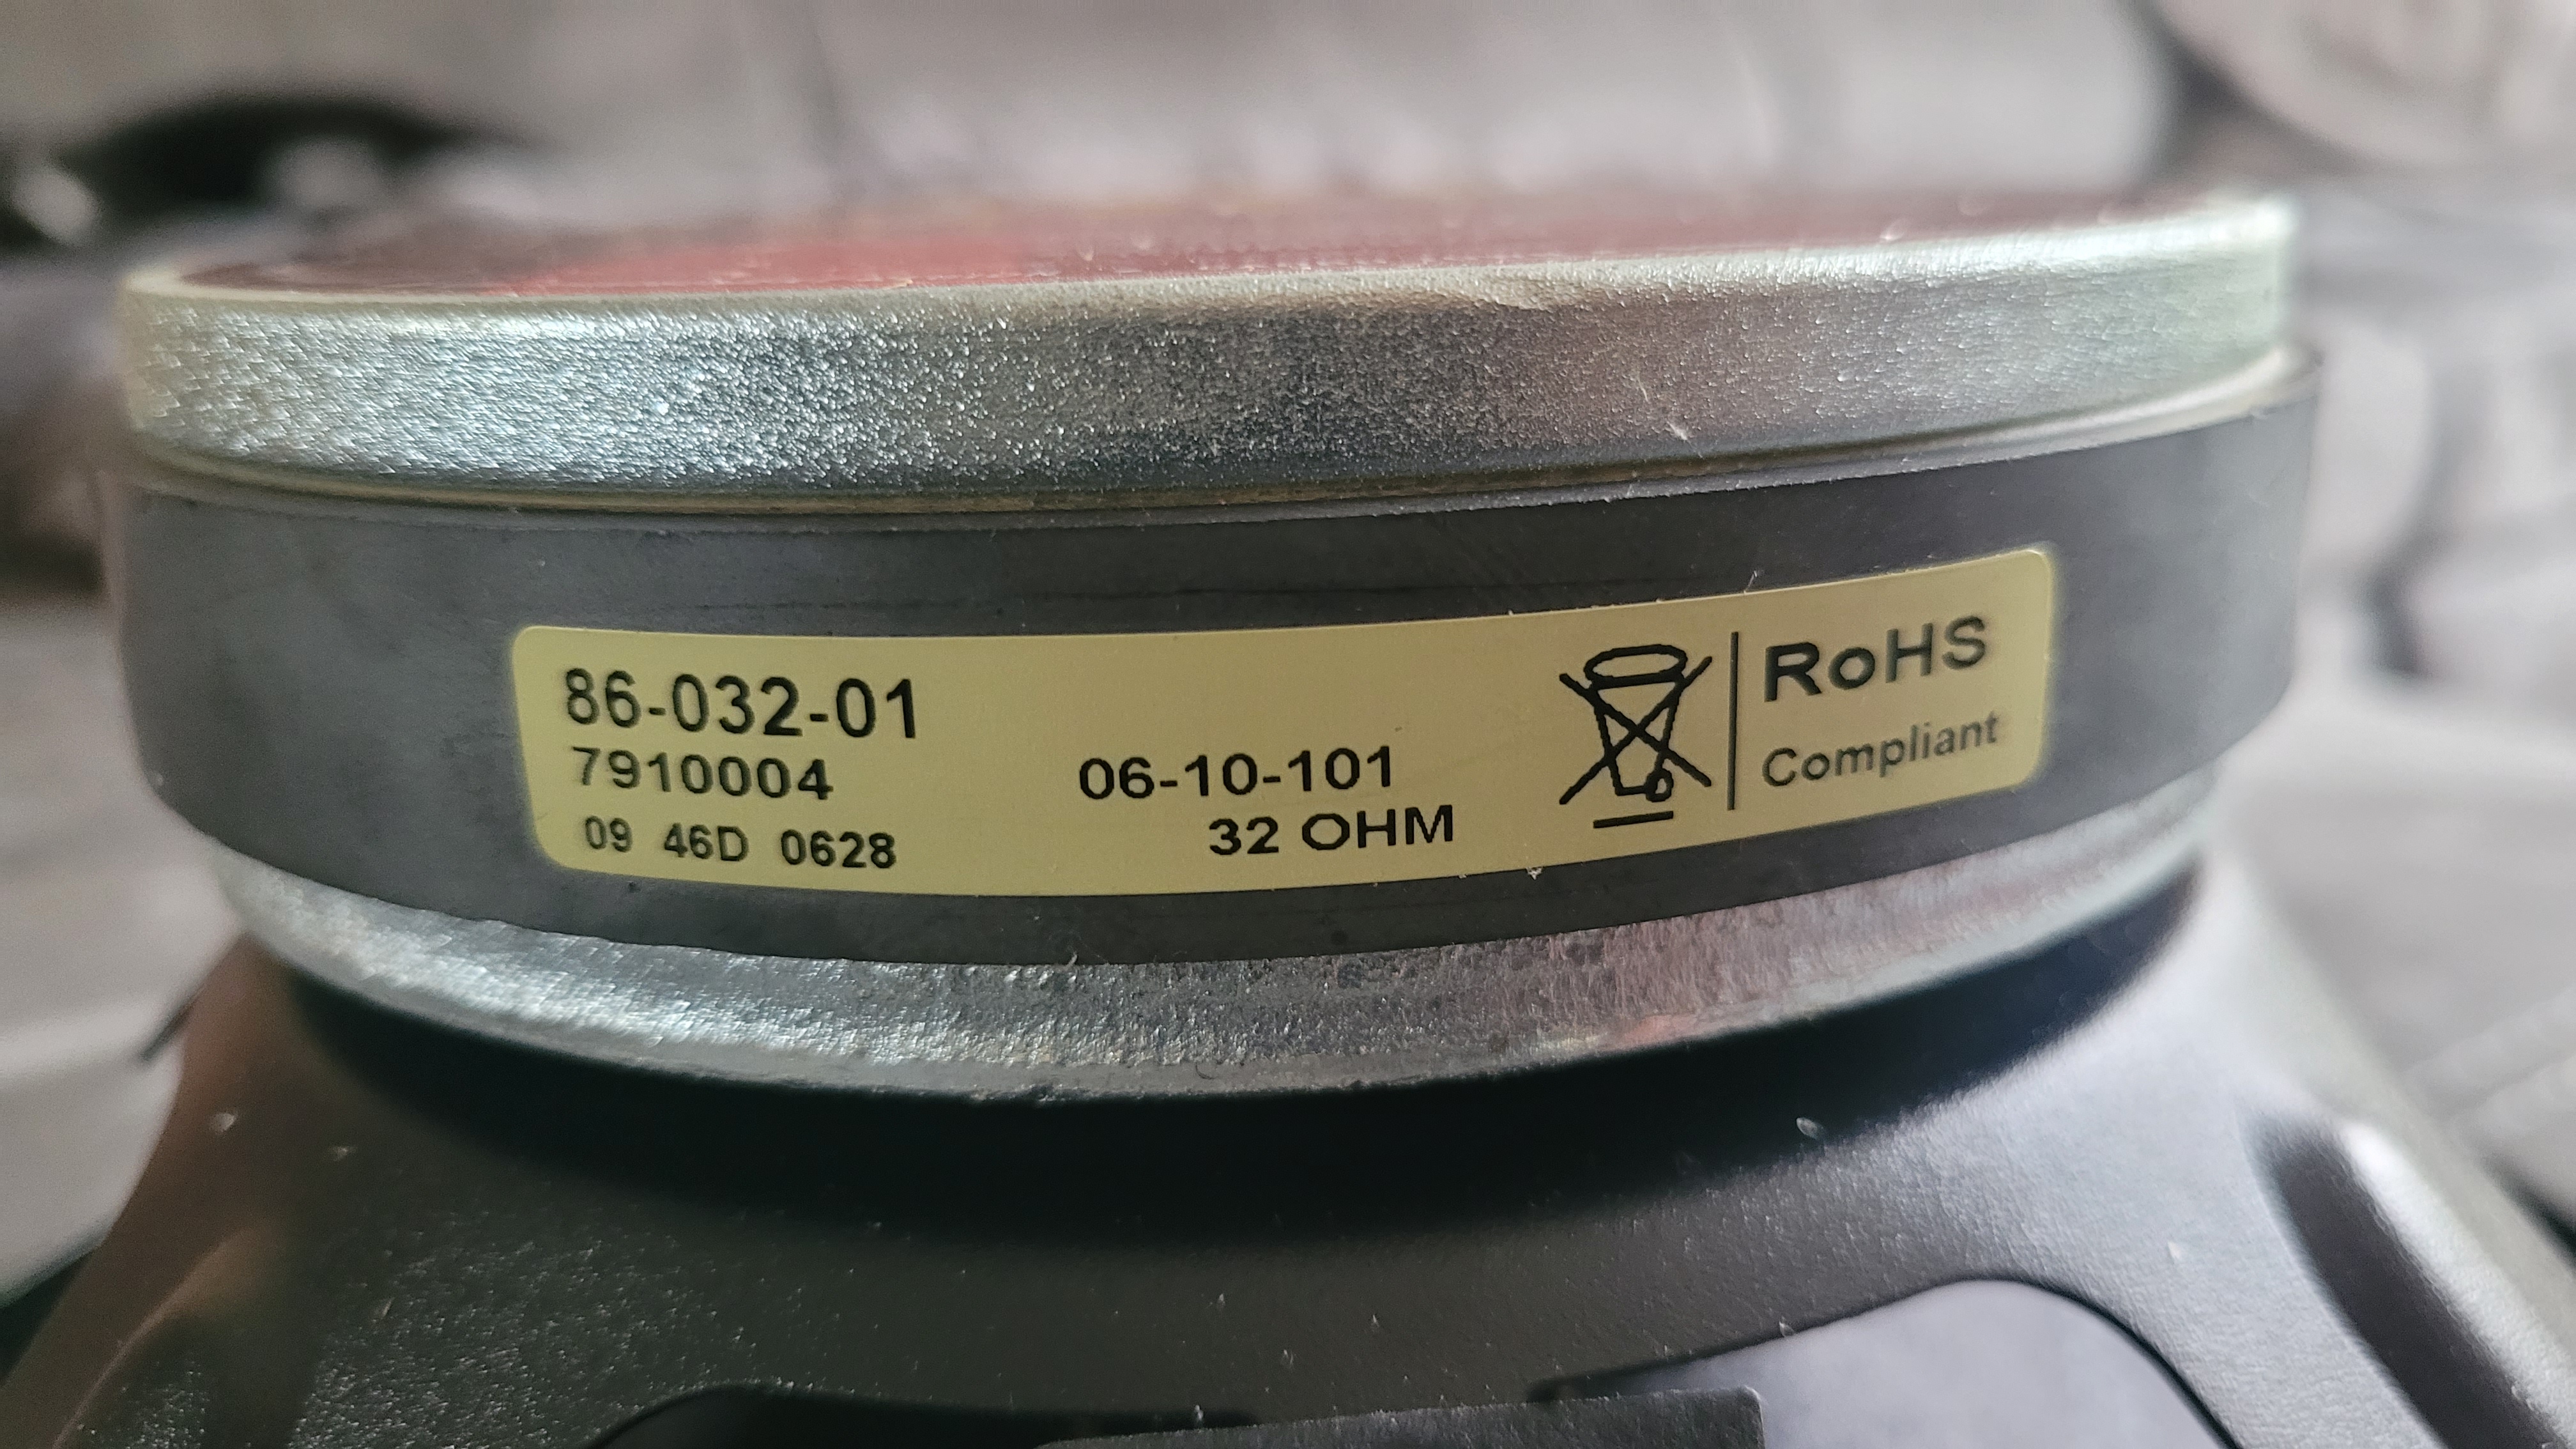 86-032-01
7910004
09 46D 0628
06-10-101
32 OHM
RoHS
Compliant